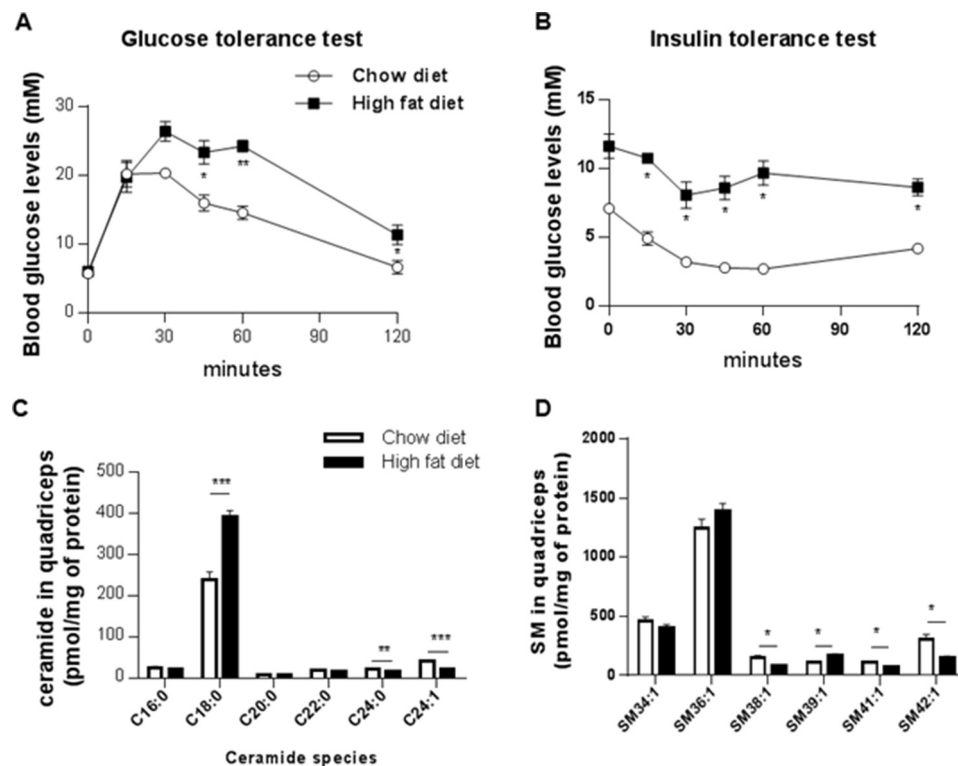 A
Glucose tolerance test
Chow diet
High fat diet
Blood glucose levels (mM)
30
20
10
0
*
**
*
0
30
60
90
120
minutes
B
Insulin tolerance test
Blood glucose levels (mM)
15
10
5
0
*
*
*
*
*
0
30
60
90
120
minutes
C
Chow diet
High fat diet
ceramide in quadriceps
(pmol/mg of protein)
500
400
300
200
100
0
***
**
***
C16:0
C18:0
C20:0
C22:0
C24:0
C24:1
Ceramide species
D
SM in quadriceps
(pmol/mg of protein)
2000
1500
1000
500
0
*
*
*
*
SM34:1
SM36:1
SM38:1
SM39:1
SM41:1
SM42:1